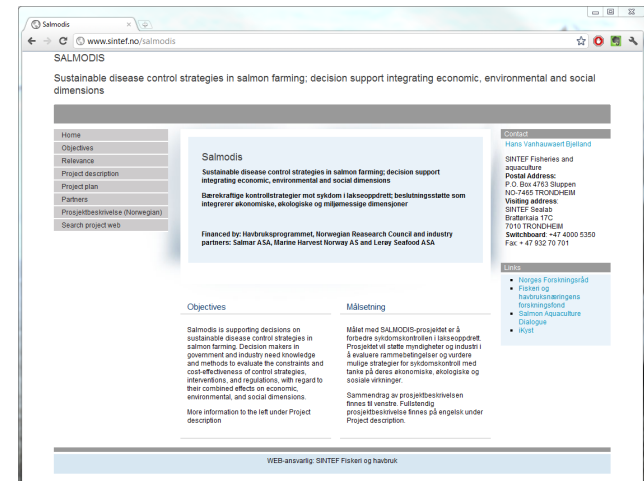 Salmodis
www.sintef.no/salmodis
SALMODIS
Sustainable disease control strategies in salmon farming; decision support integrating economic, environmental and social
dimensions
Home
Objectives
Relevance
Project description
Project plan
Partners
Prosjektbeskrivelse (Norwegian)
Search project web
Salmodis
Sustainable disease control strategies in salmon farming; decision support
integrating economic, environmental and social dimensions
Bærekraftige kontrollstrategier mot sykdom i lakseoppdrett; beslutningsstøtte som
integrerer økonomiske, økologiske og miljømessige dimensjoner
Financed by: Havbruksprogrammet, Norwegian Reasearch Council and industry
partners: Salmar ASA, Marine Harvest Norway AS and Lerøy Seafood ASA
Objectives
Salmodis is supporting decisions on
sustainable disease control strategies in
salmon farming. Decision makers in
government and industry need knowledge
and methods to evaluate the constraints and
cost-effectiveness of control strategies,
interventions, and regulations, with regard to
their combined effects on economic,
environmental, and social dimensions.
More information to the left under Project
description
Målsetning
Målet med SALMODIS-prosjektet er å
forbedre sykdomskontrollen i lakseoppdrett.
Prosjektet vil støtte myndigheter og industri i
å evaluere rammebetingelser og vurdere
mulige strategier for sykdomskontroll med
tanke på deres økonomiske, økologiske og
sosiale virkninger.
Sammendrag av prosjektbeskrivelsen
finnes til venstre. Fullstendig
prosjektbeskrivelse finnes på engelsk under
Project description.
Contact
Hans Vanhauwaert Bjelland
SINTEF Fisheries and
aquaculture
Postal Address:
P.O. Box 4763 Sluppen
NO-7465 TRONDHEIM
Visiting address:
SINTEF Sealab
Brattørkaia 17C
7010 TRONDHEIM
Switchboard: +47 4000 5350
Fax: + 47 932 70 701
Links
Norges Forskningsråd
Fiskeri og
havbruksnæringens
forskningsfond
Salmon Aquaculture
Dialogue
iKyst
WEB-ansvarlig: SINTEF Fiskeri og havbruk